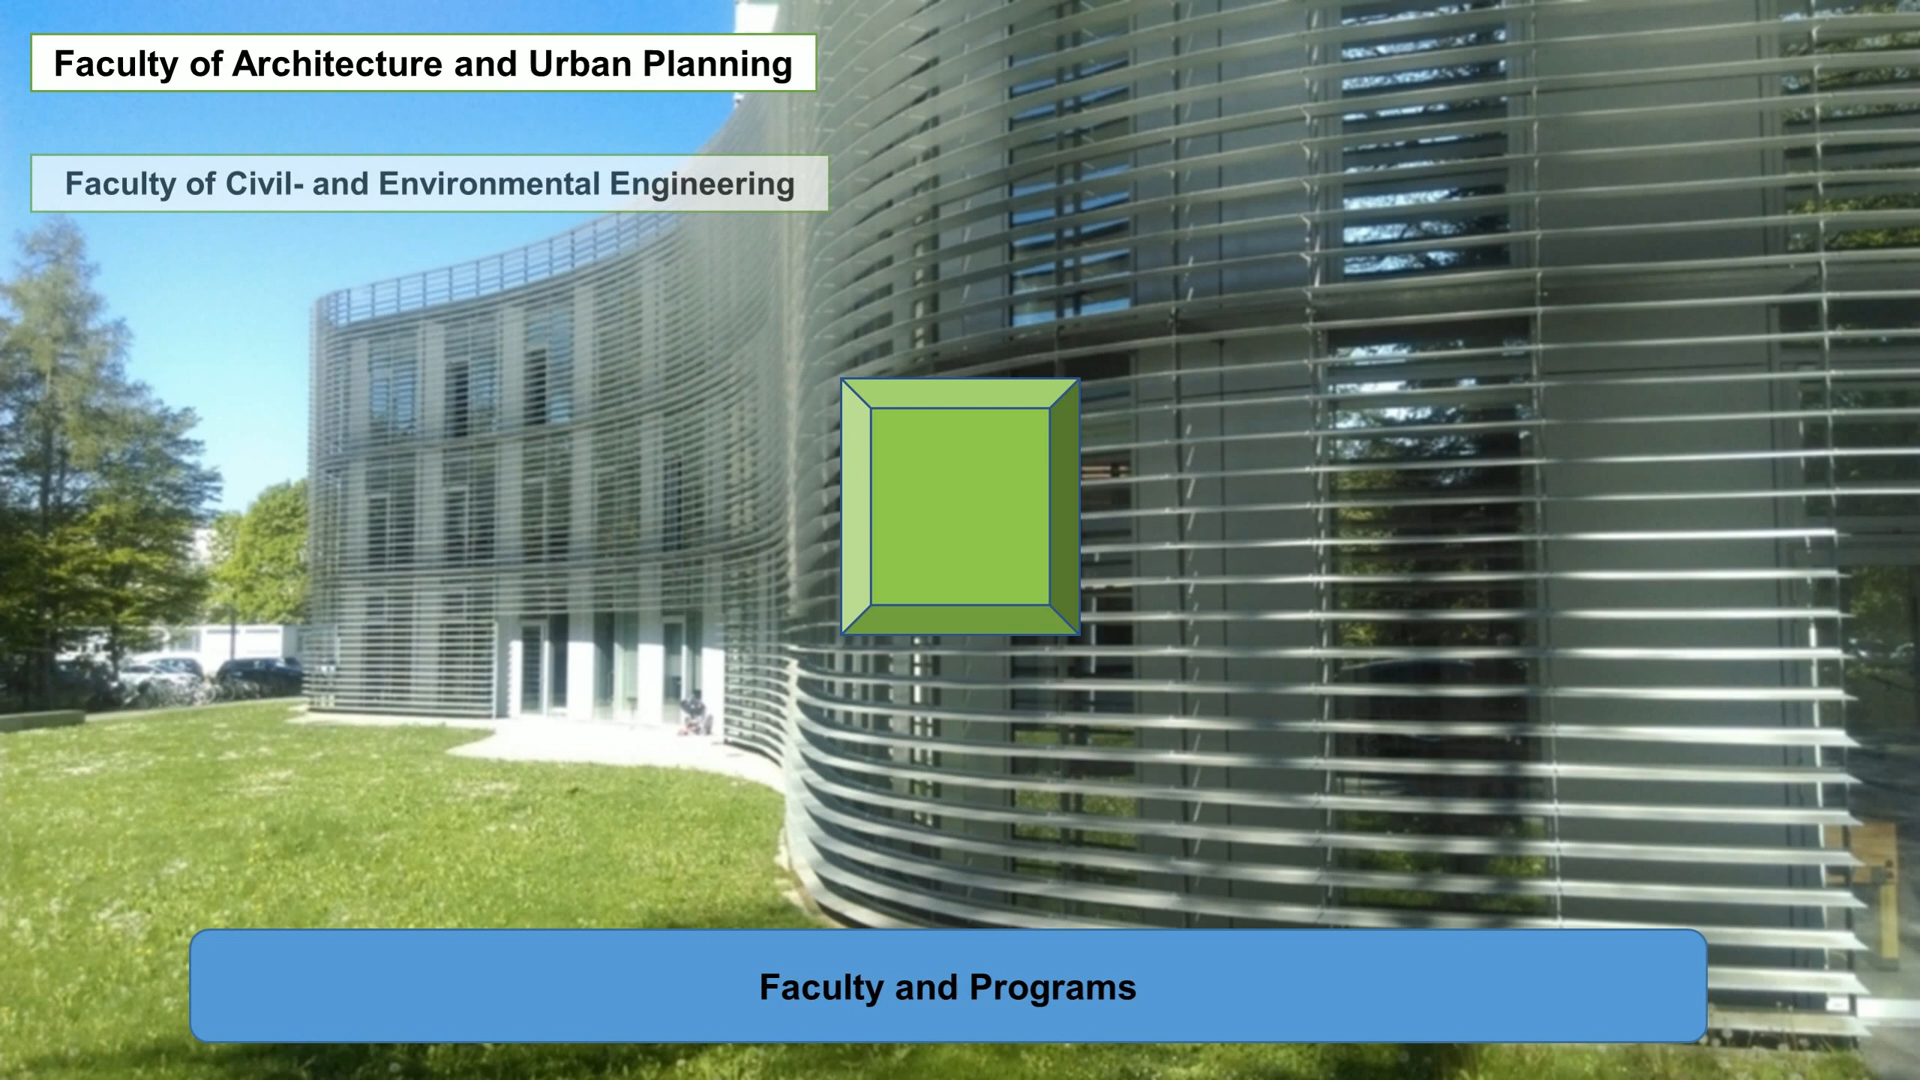 Faculty of Architecture and Urban Planning
Faculty of Civil- and Environmental Engineering
Faculty and Programs